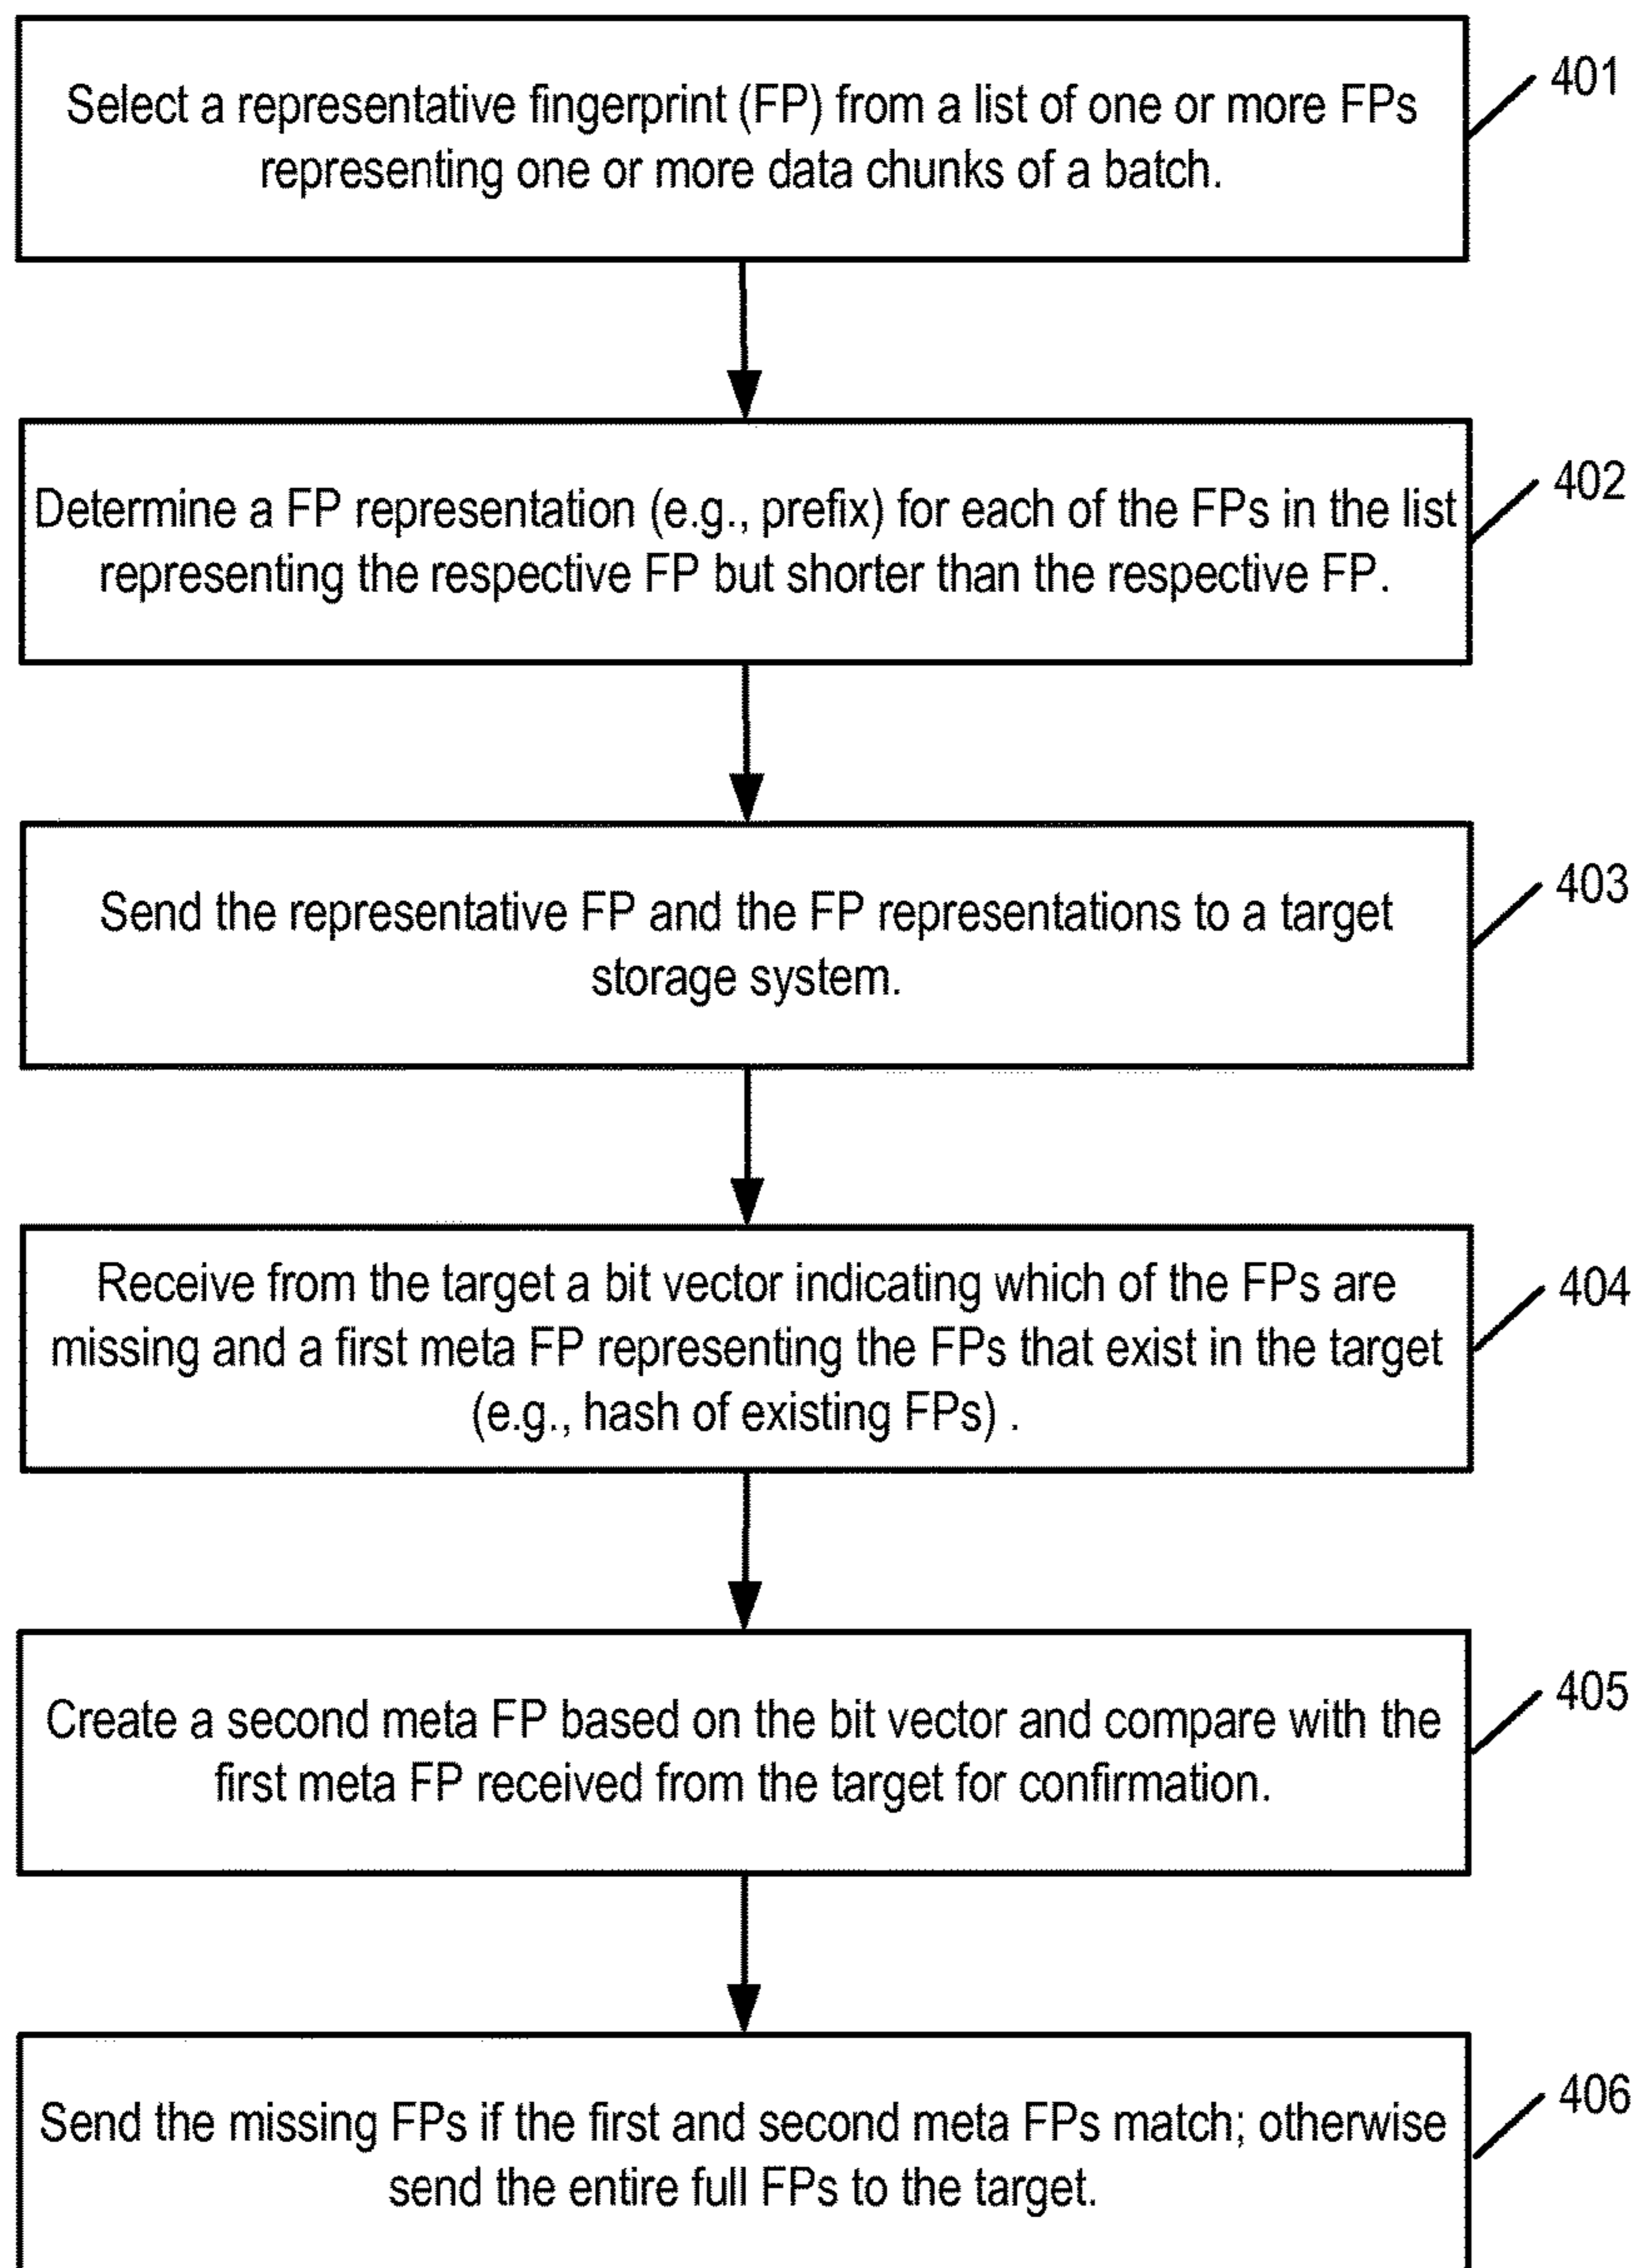 Select a representative fingerprint (FP) from a list of one or more FPs
representing one or more data chunks of a batch.
401
Determine a FP representation (e.g., prefix) for each of the FPs in the list
representing the respective FP but shorter than the respective FP.
402
Send the representative FP and the FP representations to a target
storage system.
403
Receive from the target a bit vector indicating which of the FPs are
missing and a first meta FP representing the FPs that exist in the target
(e.g., hash of existing FPs) .
404
Create a second meta FP based on the bit vector and compare with the
first meta FP received from the target for confirmation.
405
Send the missing FPs if the first and second meta FPs match; otherwise
send the entire full FPs to the target.
406